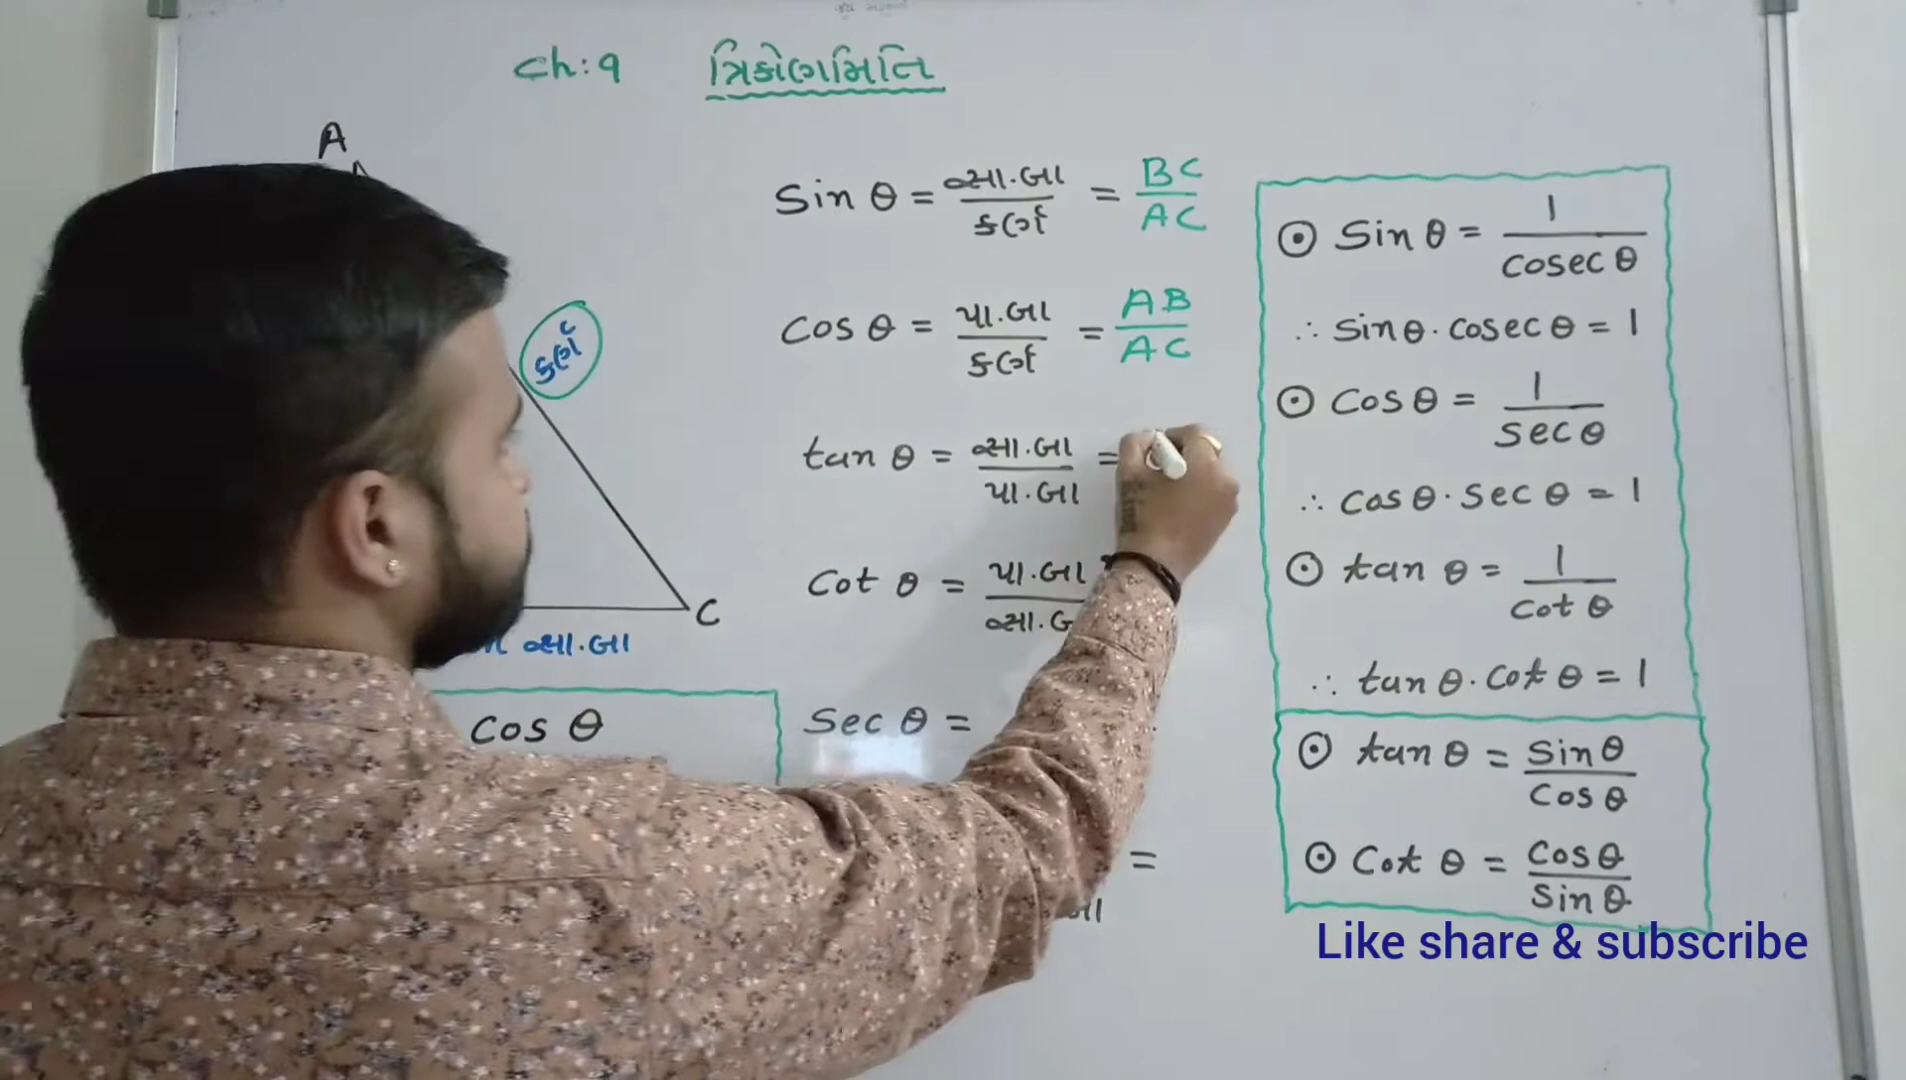 Ch: 9 ત્રિકોણમિતિ
A
કર્ણ
C
સા.બા
Cos θ
Sin θ = સા.બા / કર્ણ = BC / AC
Cos θ = પા.બા / કર્ણ = AB / AC
tan θ = સા.બા / પા.બા =
Cot θ = પા.બા / સા.
Sec θ =
=
⊙ Sin θ = 1 / cosec θ
∴ sin θ · cosec θ = 1
⊙ Cos θ = 1 / sec θ
∴ Cos θ · Sec θ = 1
⊙ tan θ = 1 / Cot θ
∴ tan θ · Cot θ = 1
⊙ tan θ = Sin θ / Cos θ
⊙ Cot θ = Cos θ / Sin θ
Like share & subscribe